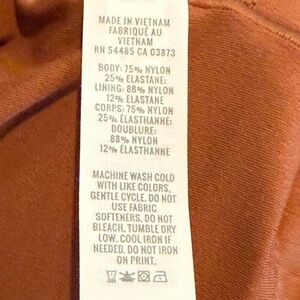 MADE IN VIETNAM
FABRIQUÉ AU
VIETNAM
RN 54485 CA 03873
BODY: 75% NYLON
25% ELASTANE;
LINING: 88% NYLON
12% ELASTANE
CORPS: 75% NYLON
25% ÉLASTHANNE;
DOUBLURE:
88% NYLON
12% ÉLASTHANNE
MACHINE WASH COLD
WITH LIKE COLORS,
GENTLE CYCLE. DO NOT
USE FABRIC
SOFTENERS. DO NOT
BLEACH, TUMBLE DRY
LOW. COOL IRON IF
NEEDED. DO NOT IRON
ON PRINT.